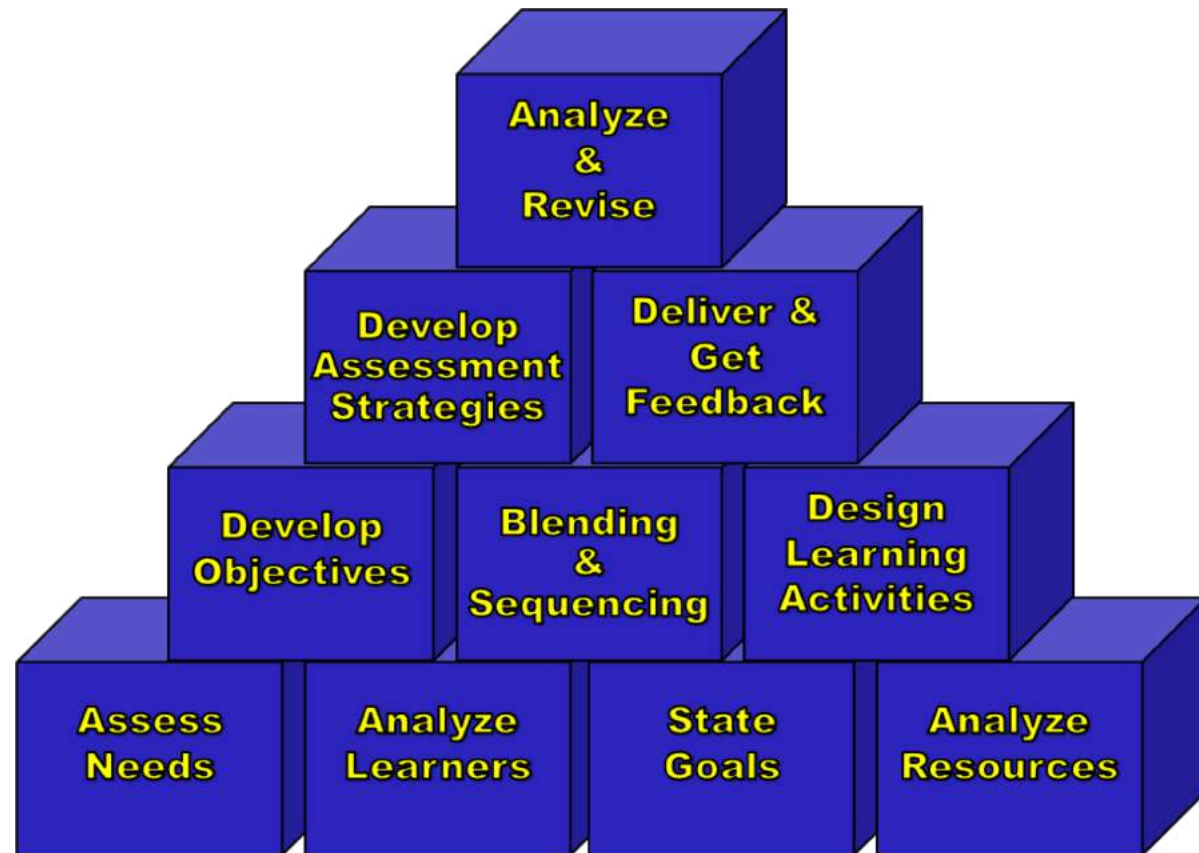 Analyze
&
Revise
Develop
Assessment
Strategies
Deliver &
Get
Feedback
Develop
Objectives
Blending
&
Sequencing
Design
Learning
Activities
Assess
Needs
Analyze
Learners
State
Goals
Analyze
Resources